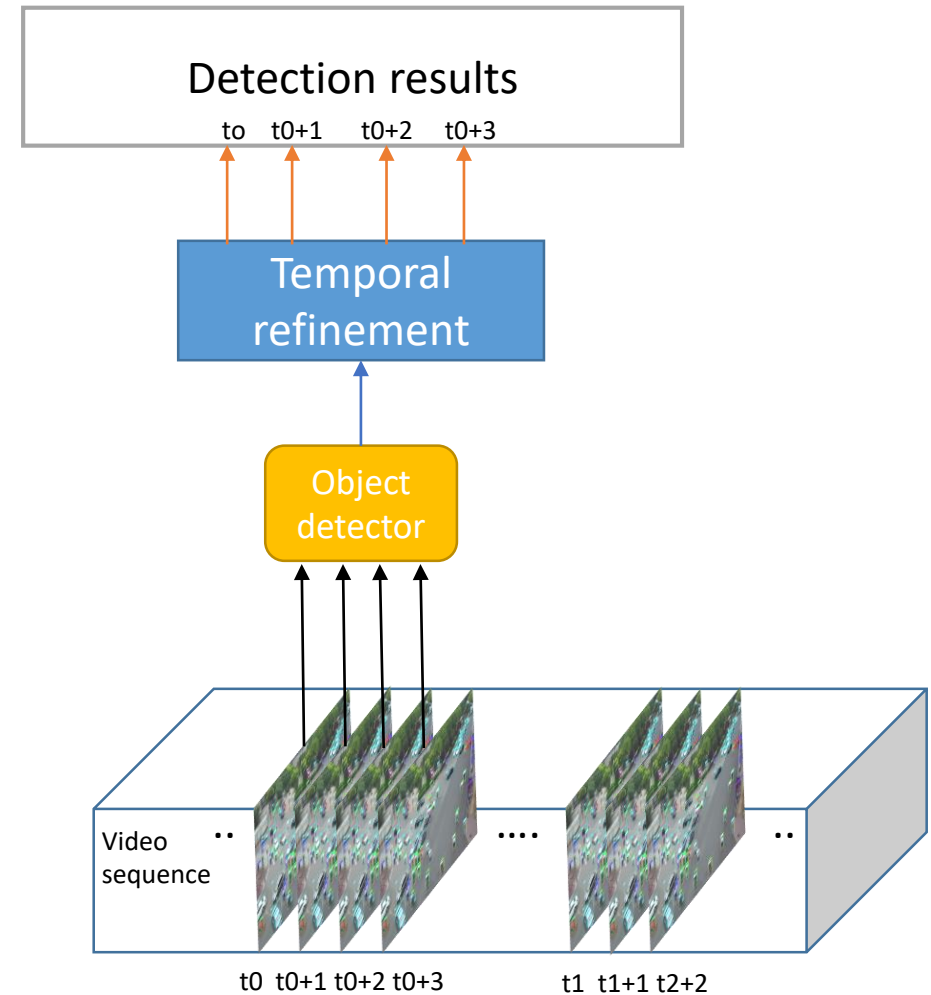 Detection results
to t0+1 t0+2 t0+3
Temporal
refinement
Object
detector
Video
sequence
.. .... ..
t0 t0+1 t0+2 t0+3 t1 t1+1 t2+2